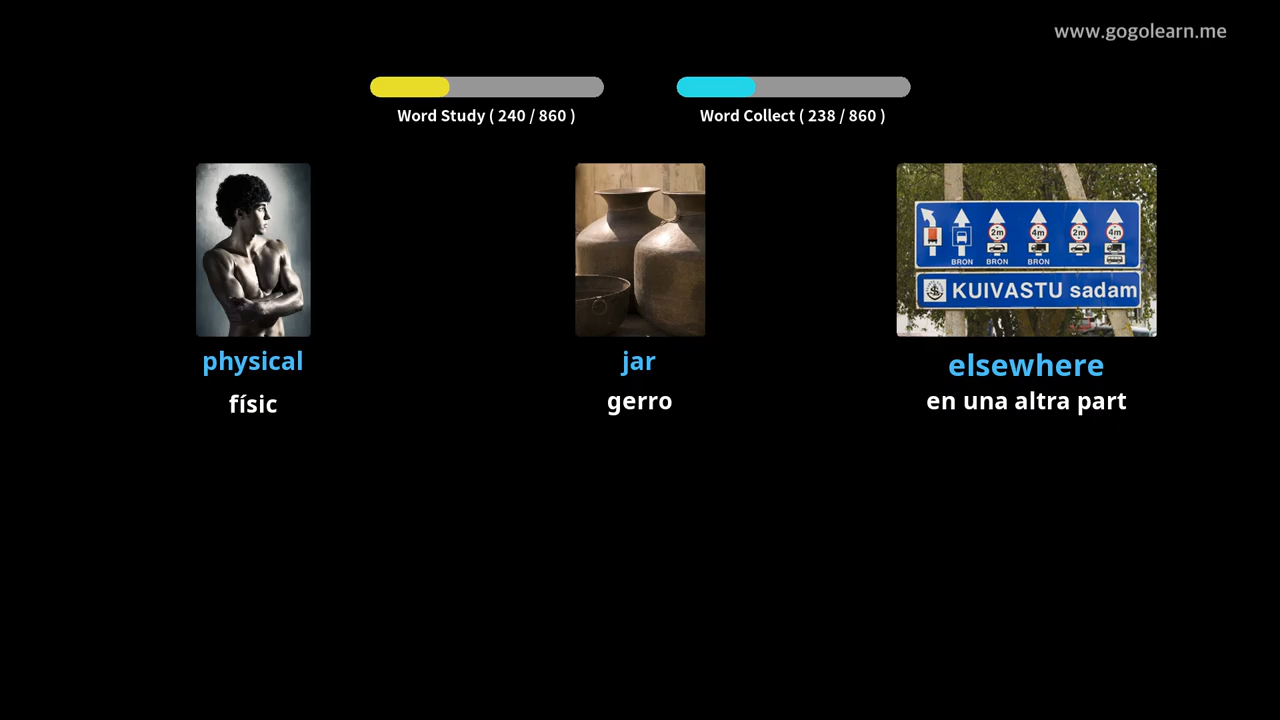 www.gogolearn.me
Word Study ( 240 / 860 )
Word Collect ( 238 / 860 )
2m
4m
2m
4m
BRON
BRON
BRON
KUIVASTU sadam
physical
jar
elsewhere
físic
gerro
en una altra part